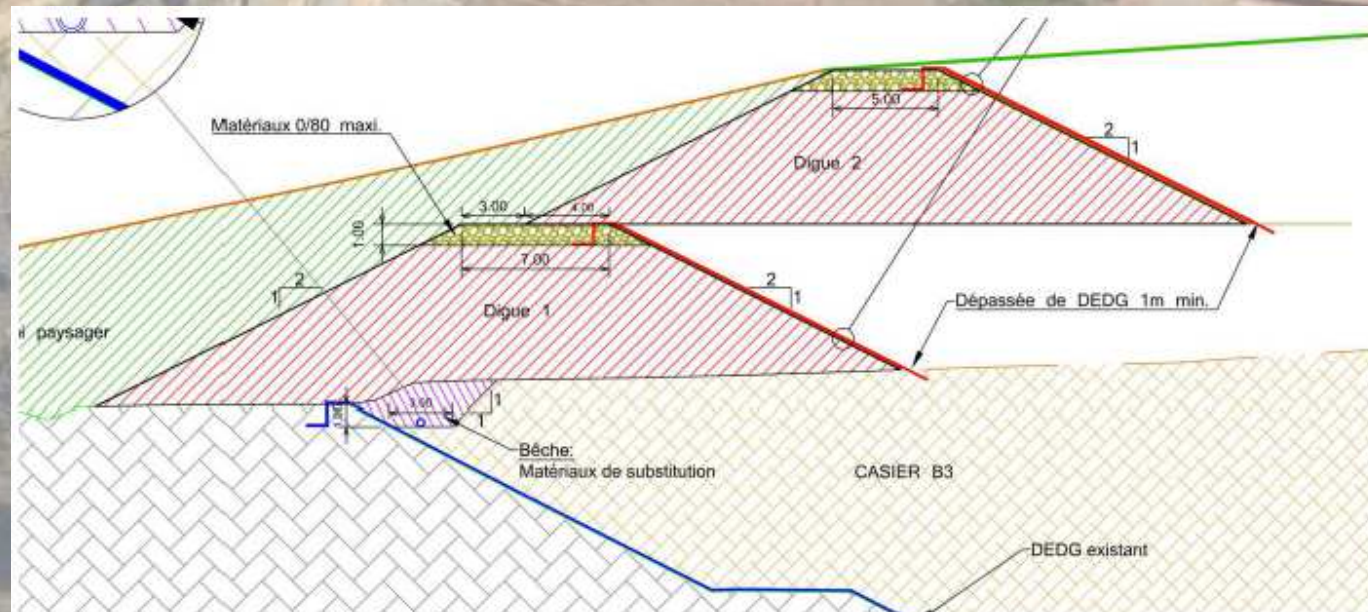 5.00
2
1
Matériaux 0/80 maxi.
Digue 2
3.00
4.00
1.00
7.00
2
1
2
1
Dépassée de DEDG 1m min.
Digue 1
paysager
3.00
1
1
Bêche:
Matériaux de substitution
CASIER B3
DEDG existant